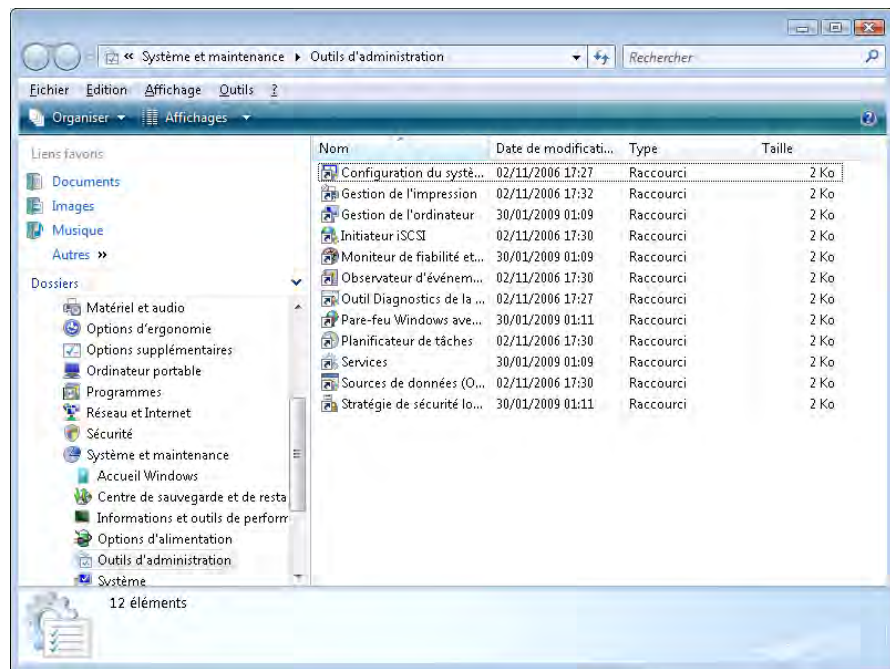 « Système et maintenance ▸ Outils d'administration
Rechercher
Fichier Edition Affichage Outils ?
Organiser Affichages
Liens favoris
Documents
Images
Musique
Autres »
Dossiers
Matériel et audio
Options d'ergonomie
Options supplémentaires
Ordinateur portable
Programmes
Réseau et Internet
Sécurité
Système et maintenance
Accueil Windows
Centre de sauvegarde et de resta
Informations et outils de perform
Options d'alimentation
Outils d'administration
Système
Nom Date de modificati... Type Taille
Configuration du systè... 02/11/2006 17:27 Raccourci 2 Ko
Gestion de l'impression 02/11/2006 17:32 Raccourci 2 Ko
Gestion de l'ordinateur 30/01/2009 01:09 Raccourci 2 Ko
Initiateur iSCSI 02/11/2006 17:30 Raccourci 2 Ko
Moniteur de fiabilité et... 30/01/2009 01:09 Raccourci 2 Ko
Observateur d'événem... 02/11/2006 17:30 Raccourci 2 Ko
Outil Diagnostics de la ... 02/11/2006 17:27 Raccourci 2 Ko
Pare-feu Windows ave... 30/01/2009 01:11 Raccourci 2 Ko
Planificateur de tâches 02/11/2006 17:30 Raccourci 2 Ko
Services 30/01/2009 01:09 Raccourci 2 Ko
Sources de données (O... 02/11/2006 17:30 Raccourci 2 Ko
Stratégie de sécurité lo... 30/01/2009 01:11 Raccourci 2 Ko
12 éléments